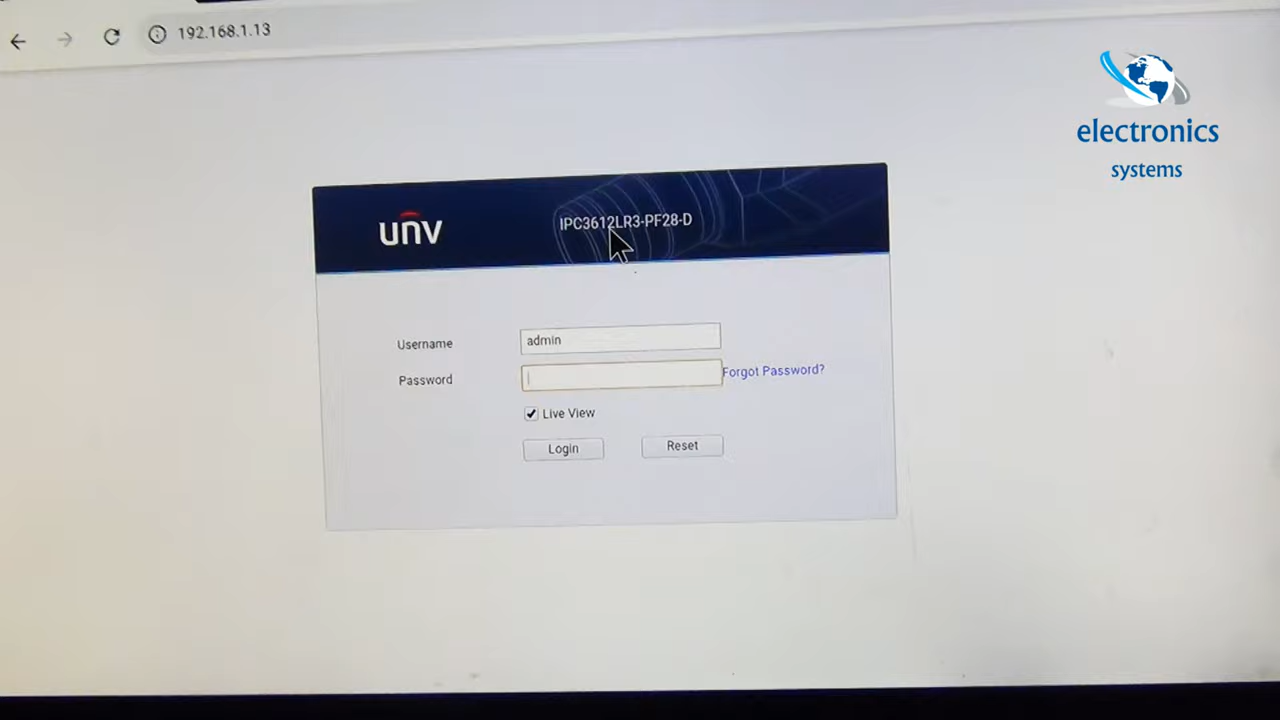 192.168.1.13
electronics
systems
unv
IPC3612LR3-PF28-D
Username
admin
Password
Forgot Password?
Live View
Login
Reset